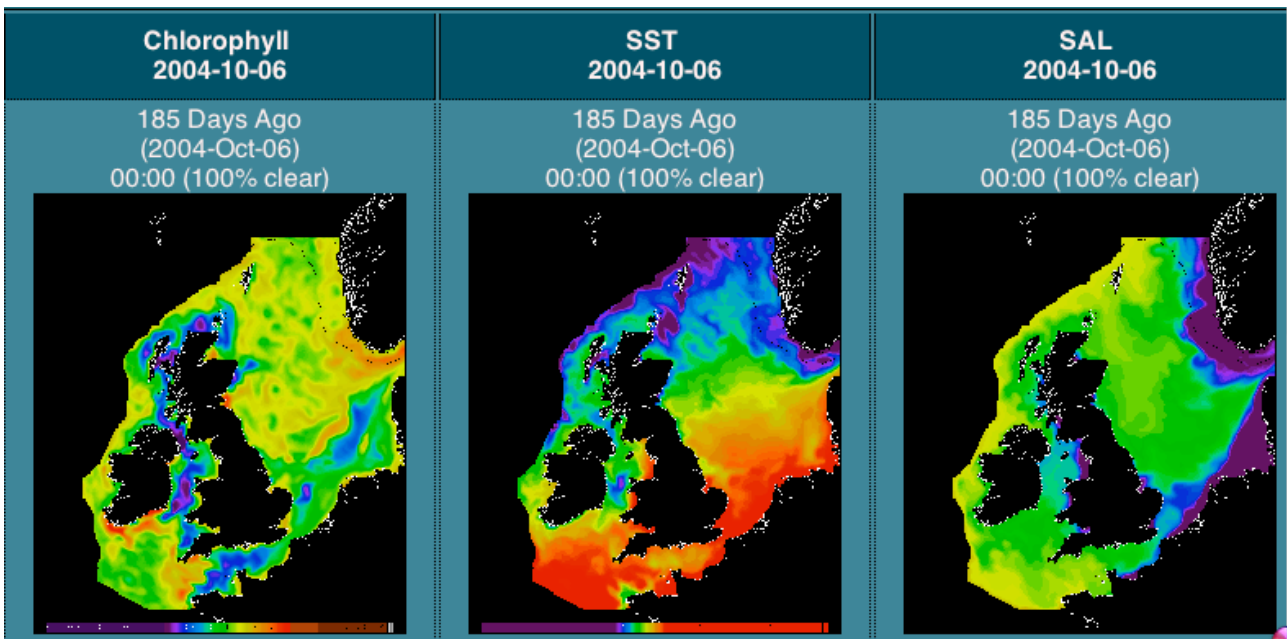 Chlorophyll
2004-10-06
185 Days Ago
(2004-Oct-06)
00:00 (100% clear)
SST
2004-10-06
185 Days Ago
(2004-Oct-06)
00:00 (100% clear)
SAL
2004-10-06
185 Days Ago
(2004-Oct-06)
00:00 (100% clear)